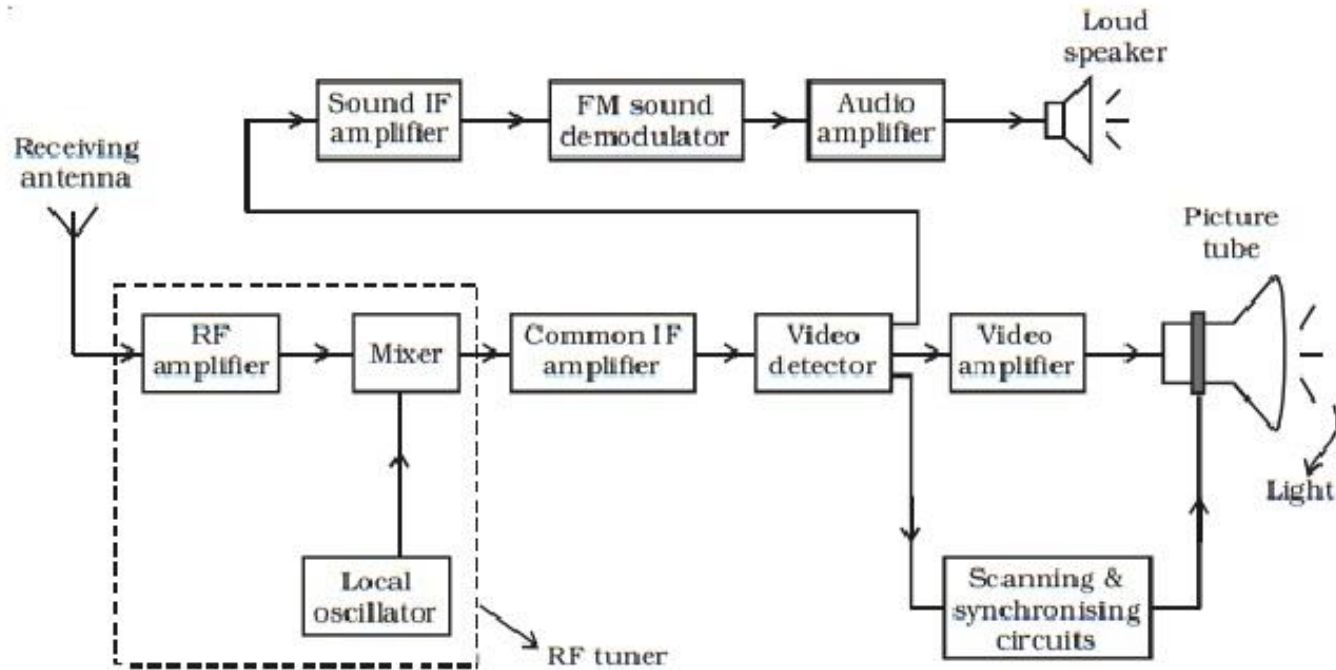 Loud
speaker
Sound IF
amplifier
FM sound
demodulator
Audio
amplifier
Receiving
antenna
Picture
tube
RF
amplifier
Mixer
Common IF
amplifier
Video
detector
Video
amplifier
Light
Local
oscillator
Scanning &
synchronising
circuits
RF tuner